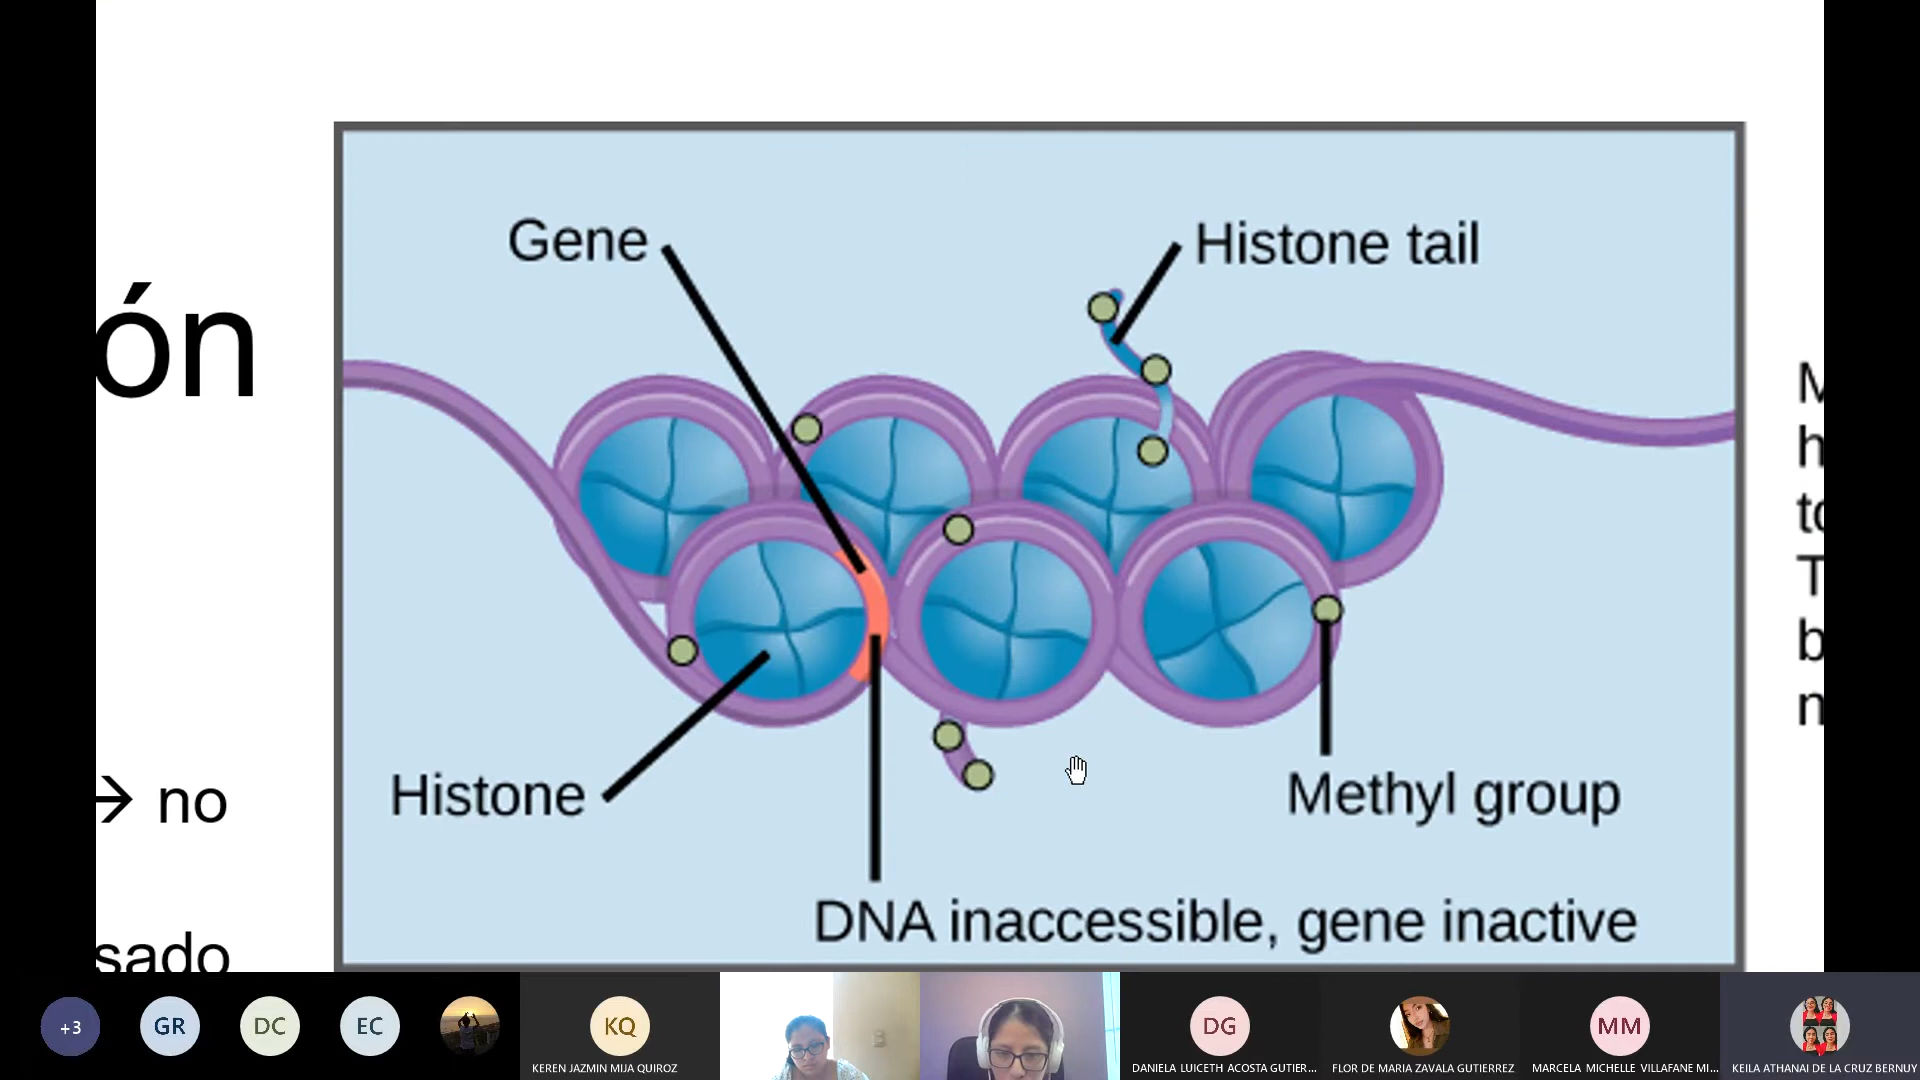 Gene
Histone tail
ón
M
h
to
T
b
n
→ no
Histone
Methyl group
DNA inaccessible, gene inactive
sado
+3
GR
DC
EC
KQ
DG
MM
KEREN JAZMIN MIJA QUIROZ
DANIELA LUICETH ACOSTA GUTIER...
FLOR DE MARIA ZAVALA GUTIERREZ
MARCELA MICHELLE VILLAFANE MI...
KEILA ATHANAI DE LA CRUZ BERNUY